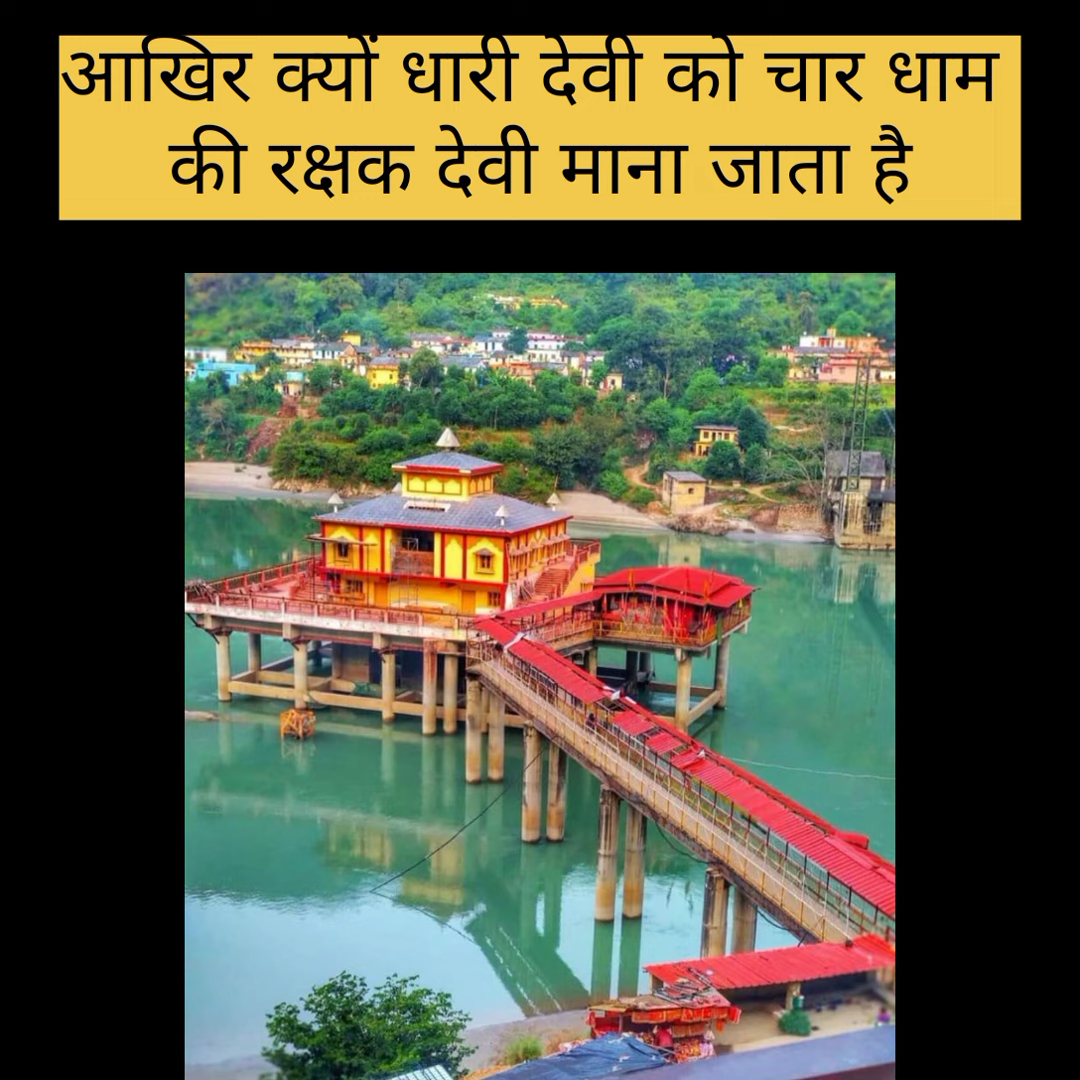 आखिर क्यों धारी देवी को चार धाम
की रक्षक देवी माना जाता है